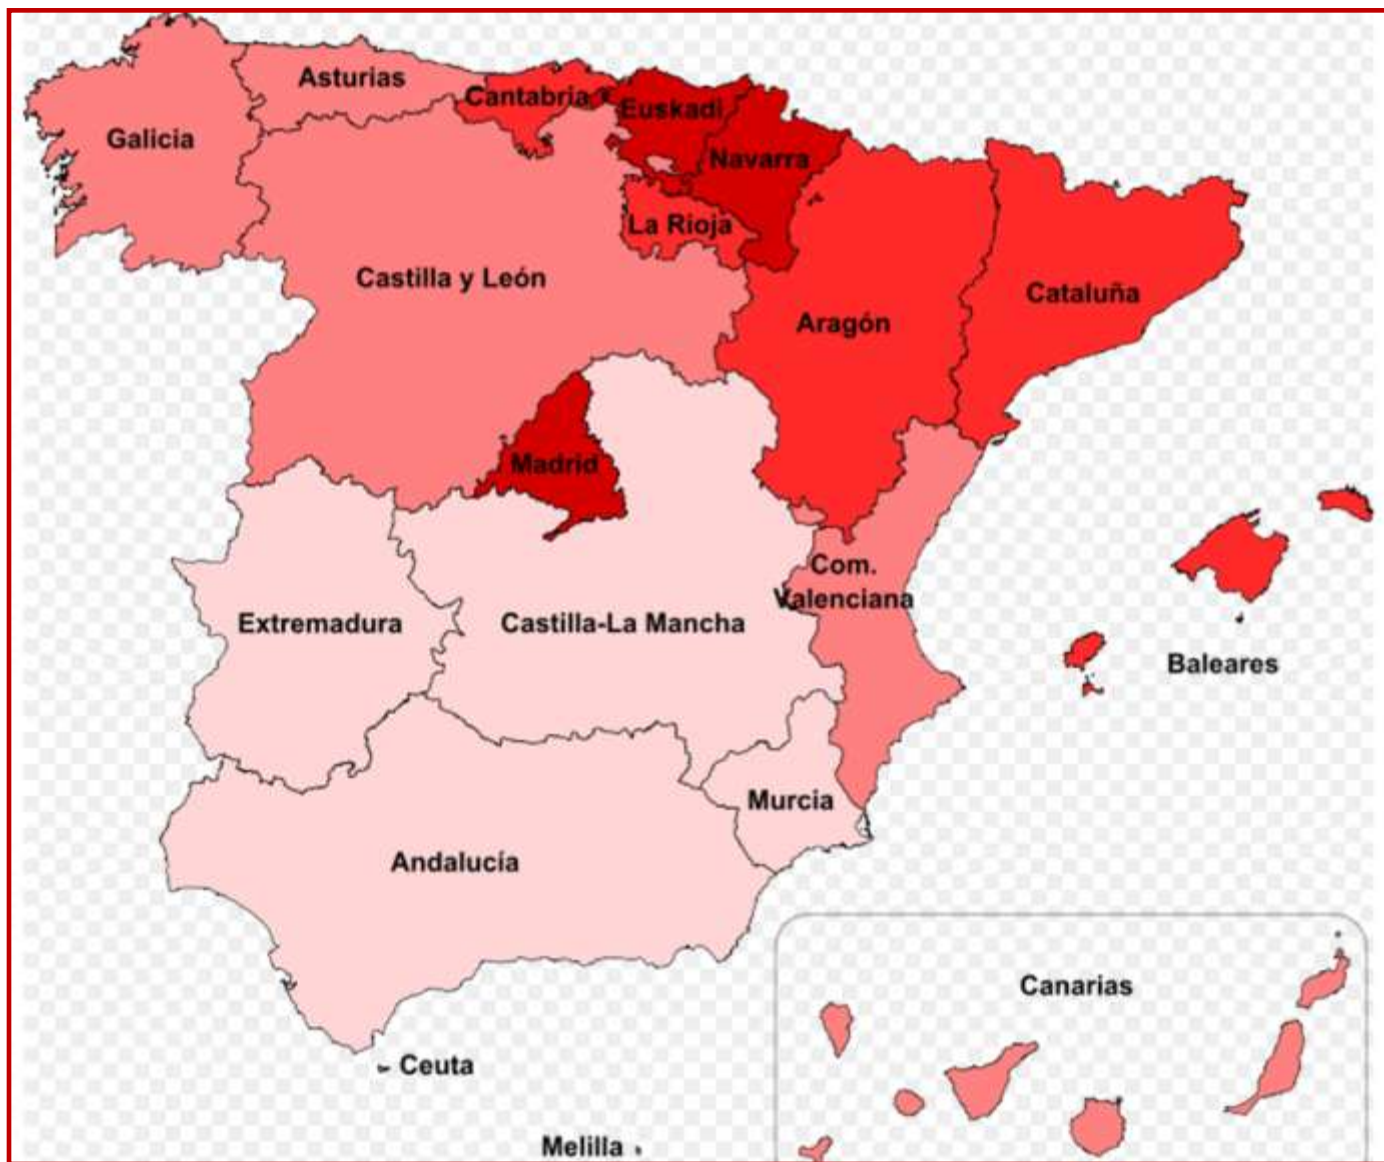 Asturias
Cantabria
Euskadi
Galicia
Navarra
La Rioja
Castilla y León
Cataluña
Aragón
Madrid
Com.
Valenciana
Extremadura
Castilla-La Mancha
Baleares
Murcia
Andalucía
Canarias
Ceuta
Melilla